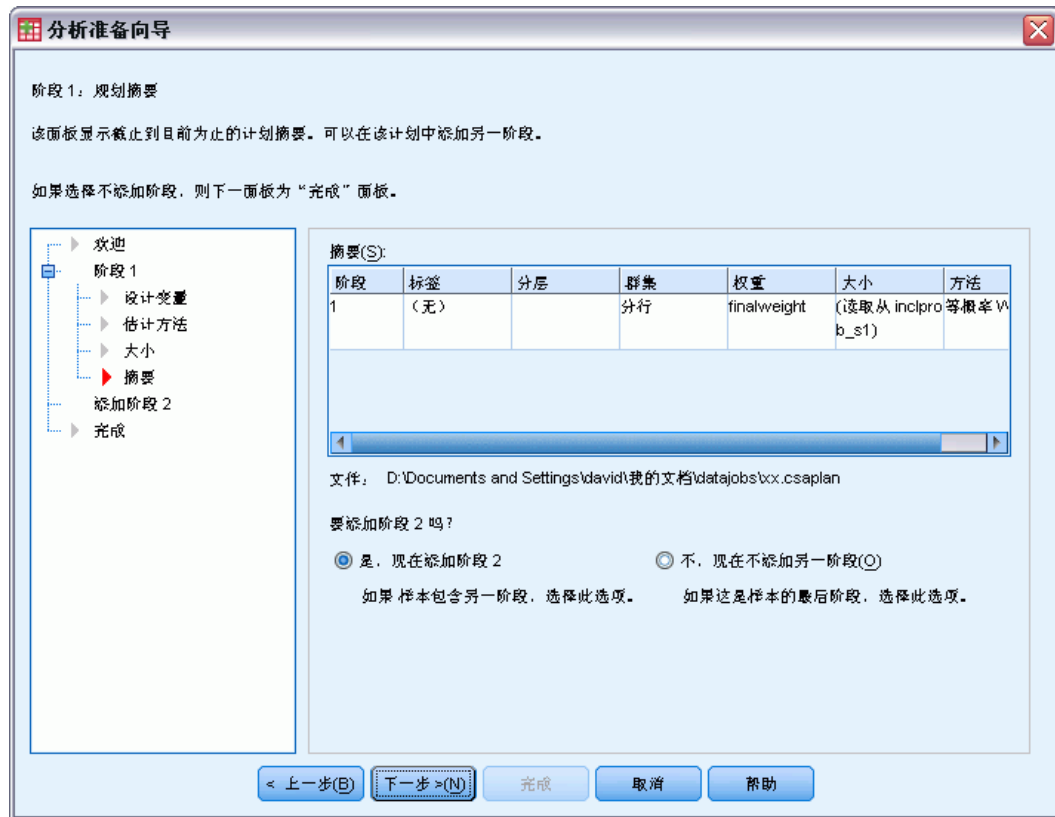 分析准备向导
阶段 1：规划摘要
该面板显示截止到目前为止的计划摘要。可以在该计划中添加另一阶段。
如果选择不添加阶段，则下一面板为“完成”面板。
欢迎
阶段 1
设计变量
估计方法
大小
摘要
添加阶段 2
完成
摘要(S):
阶段 标签 分层 群集 权重 大小 方法
1 （无） 分行 finalweight (读取从 inclpro 等概率 W
b_s1)
文件： D:\Documents and Settings\david\我的文档\datajobs\xx.csaplan
要添加阶段 2 吗？
是，现在添加阶段 2 不，现在不添加另一阶段(O)
如果 样本包含另一阶段，选择此选项。 如果这是样本的最后阶段，选择此选项。
< 上一步(B) 下一步 >(N) 完成 取消 帮助